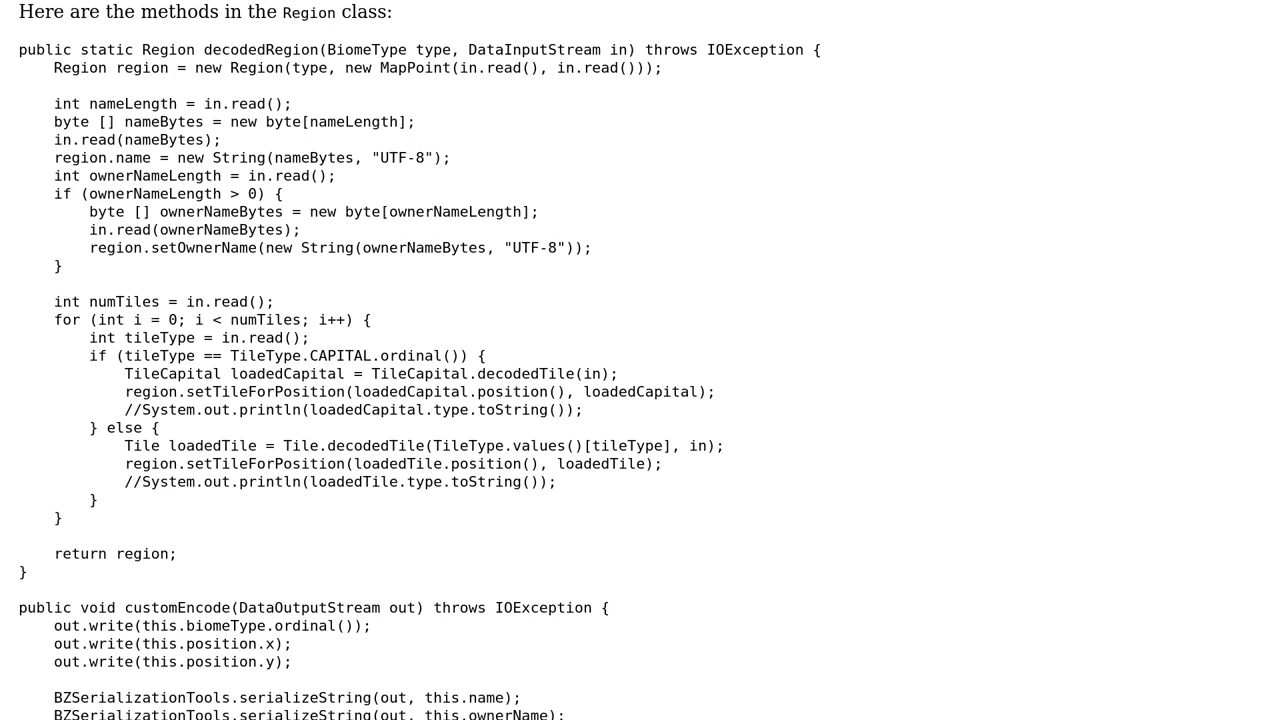 Here are the methods in the Region class:
public static Region decodedRegion(BiomeType type, DataInputStream in) throws IOException {
    Region region = new Region(type, new MapPoint(in.read(), in.read()));
    int nameLength = in.read();
    byte [] nameBytes = new byte[nameLength];
    in.read(nameBytes);
    region.name = new String(nameBytes, "UTF-8");
    int ownerNameLength = in.read();
    if (ownerNameLength > 0) {
        byte [] ownerNameBytes = new byte[ownerNameLength];
        in.read(ownerNameBytes);
        region.setOwnerName(new String(ownerNameBytes, "UTF-8"));
    }
    int numTiles = in.read();
    for (int i = 0; i < numTiles; i++) {
        int tileType = in.read();
        if (tileType == TileType.CAPITAL.ordinal()) {
            TileCapital loadedCapital = TileCapital.decodedTile(in);
            region.setTileForPosition(loadedCapital.position(), loadedCapital);
            //System.out.println(loadedCapital.type.toString());
        } else {
            Tile loadedTile = Tile.decodedTile(TileType.values()[tileType], in);
            region.setTileForPosition(loadedTile.position(), loadedTile);
            //System.out.println(loadedTile.type.toString());
        }
    }
    return region;
}
public void customEncode(DataOutputStream out) throws IOException {
    out.write(this.biomeType.ordinal());
    out.write(this.position.x);
    out.write(this.position.y);
    BZSerializationTools.serializeString(out, this.name);
    BZSerializationTools.serializeString(out, this.ownerName);